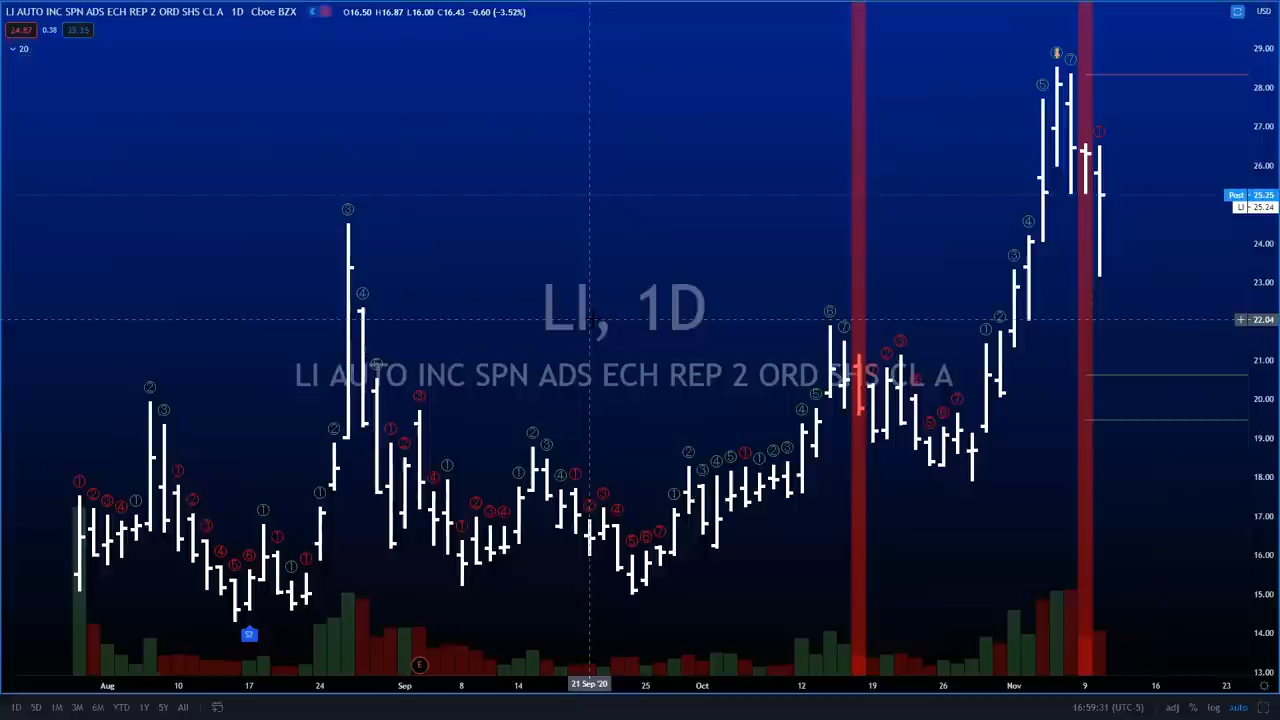 LI AUTO INC SPN ADS ECH REP 2 ORD SHS CL A 1D Cboe BZX O16.50 H16.87 L16.00 C16.43 -0.60 (-3.52%) USD
24.87 0.38 25.25
20
29.00
28.00
27.00
26.00
Post 25.25
LI 25.24
24.00
23.00
22.04
21.00
20.00
19.00
18.00
17.00
16.00
15.00
14.00
13.00
LI, 1D
LI AUTO INC SPN ADS ECH REP 2 ORD SHS CL A
E
Aug 10 17 24 Sep 8 14 21 Sep '20 25 Oct 12 19 26 Nov 9 16 23
1D 5D 1M 3M 6M YTD 1Y 5Y All 16:59:31 (UTC-5) adj % log auto